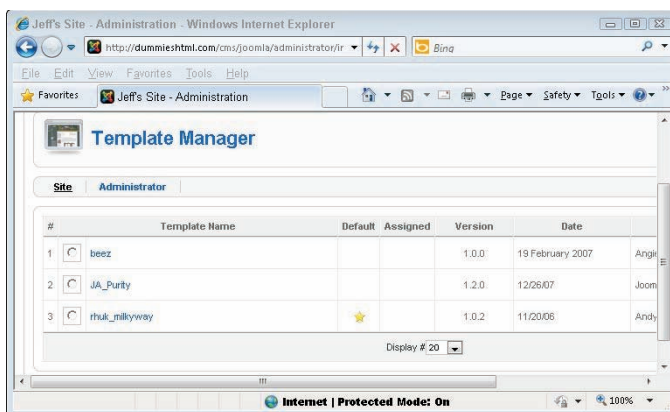 Jeff's Site - Administration - Windows Internet Explorer
http://dummieshtml.com/cms/joomla/administrator/ir
Bing
File Edit View Favorites Tools Help
Favorites Jeff's Site - Administration Page Safety Tools
Template Manager
Site Administrator
# Template Name Default Assigned Version Date
1 beez 1.0.0 19 February 2007 Angie
2 JA_Purity 1.2.0 12/26/07 Joom
3 rhuk_milkyway 1.0.2 11/20/06 Andy
Display # 20
Internet | Protected Mode: On 100%